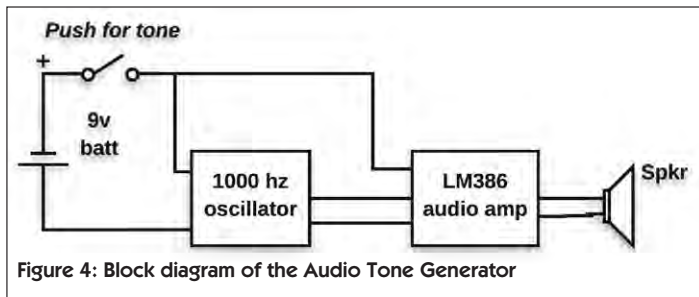 Push for tone
+
9v
batt
1000 hz
oscillator
LM386
audio amp
Spkr
Figure 4: Block diagram of the Audio Tone Generator